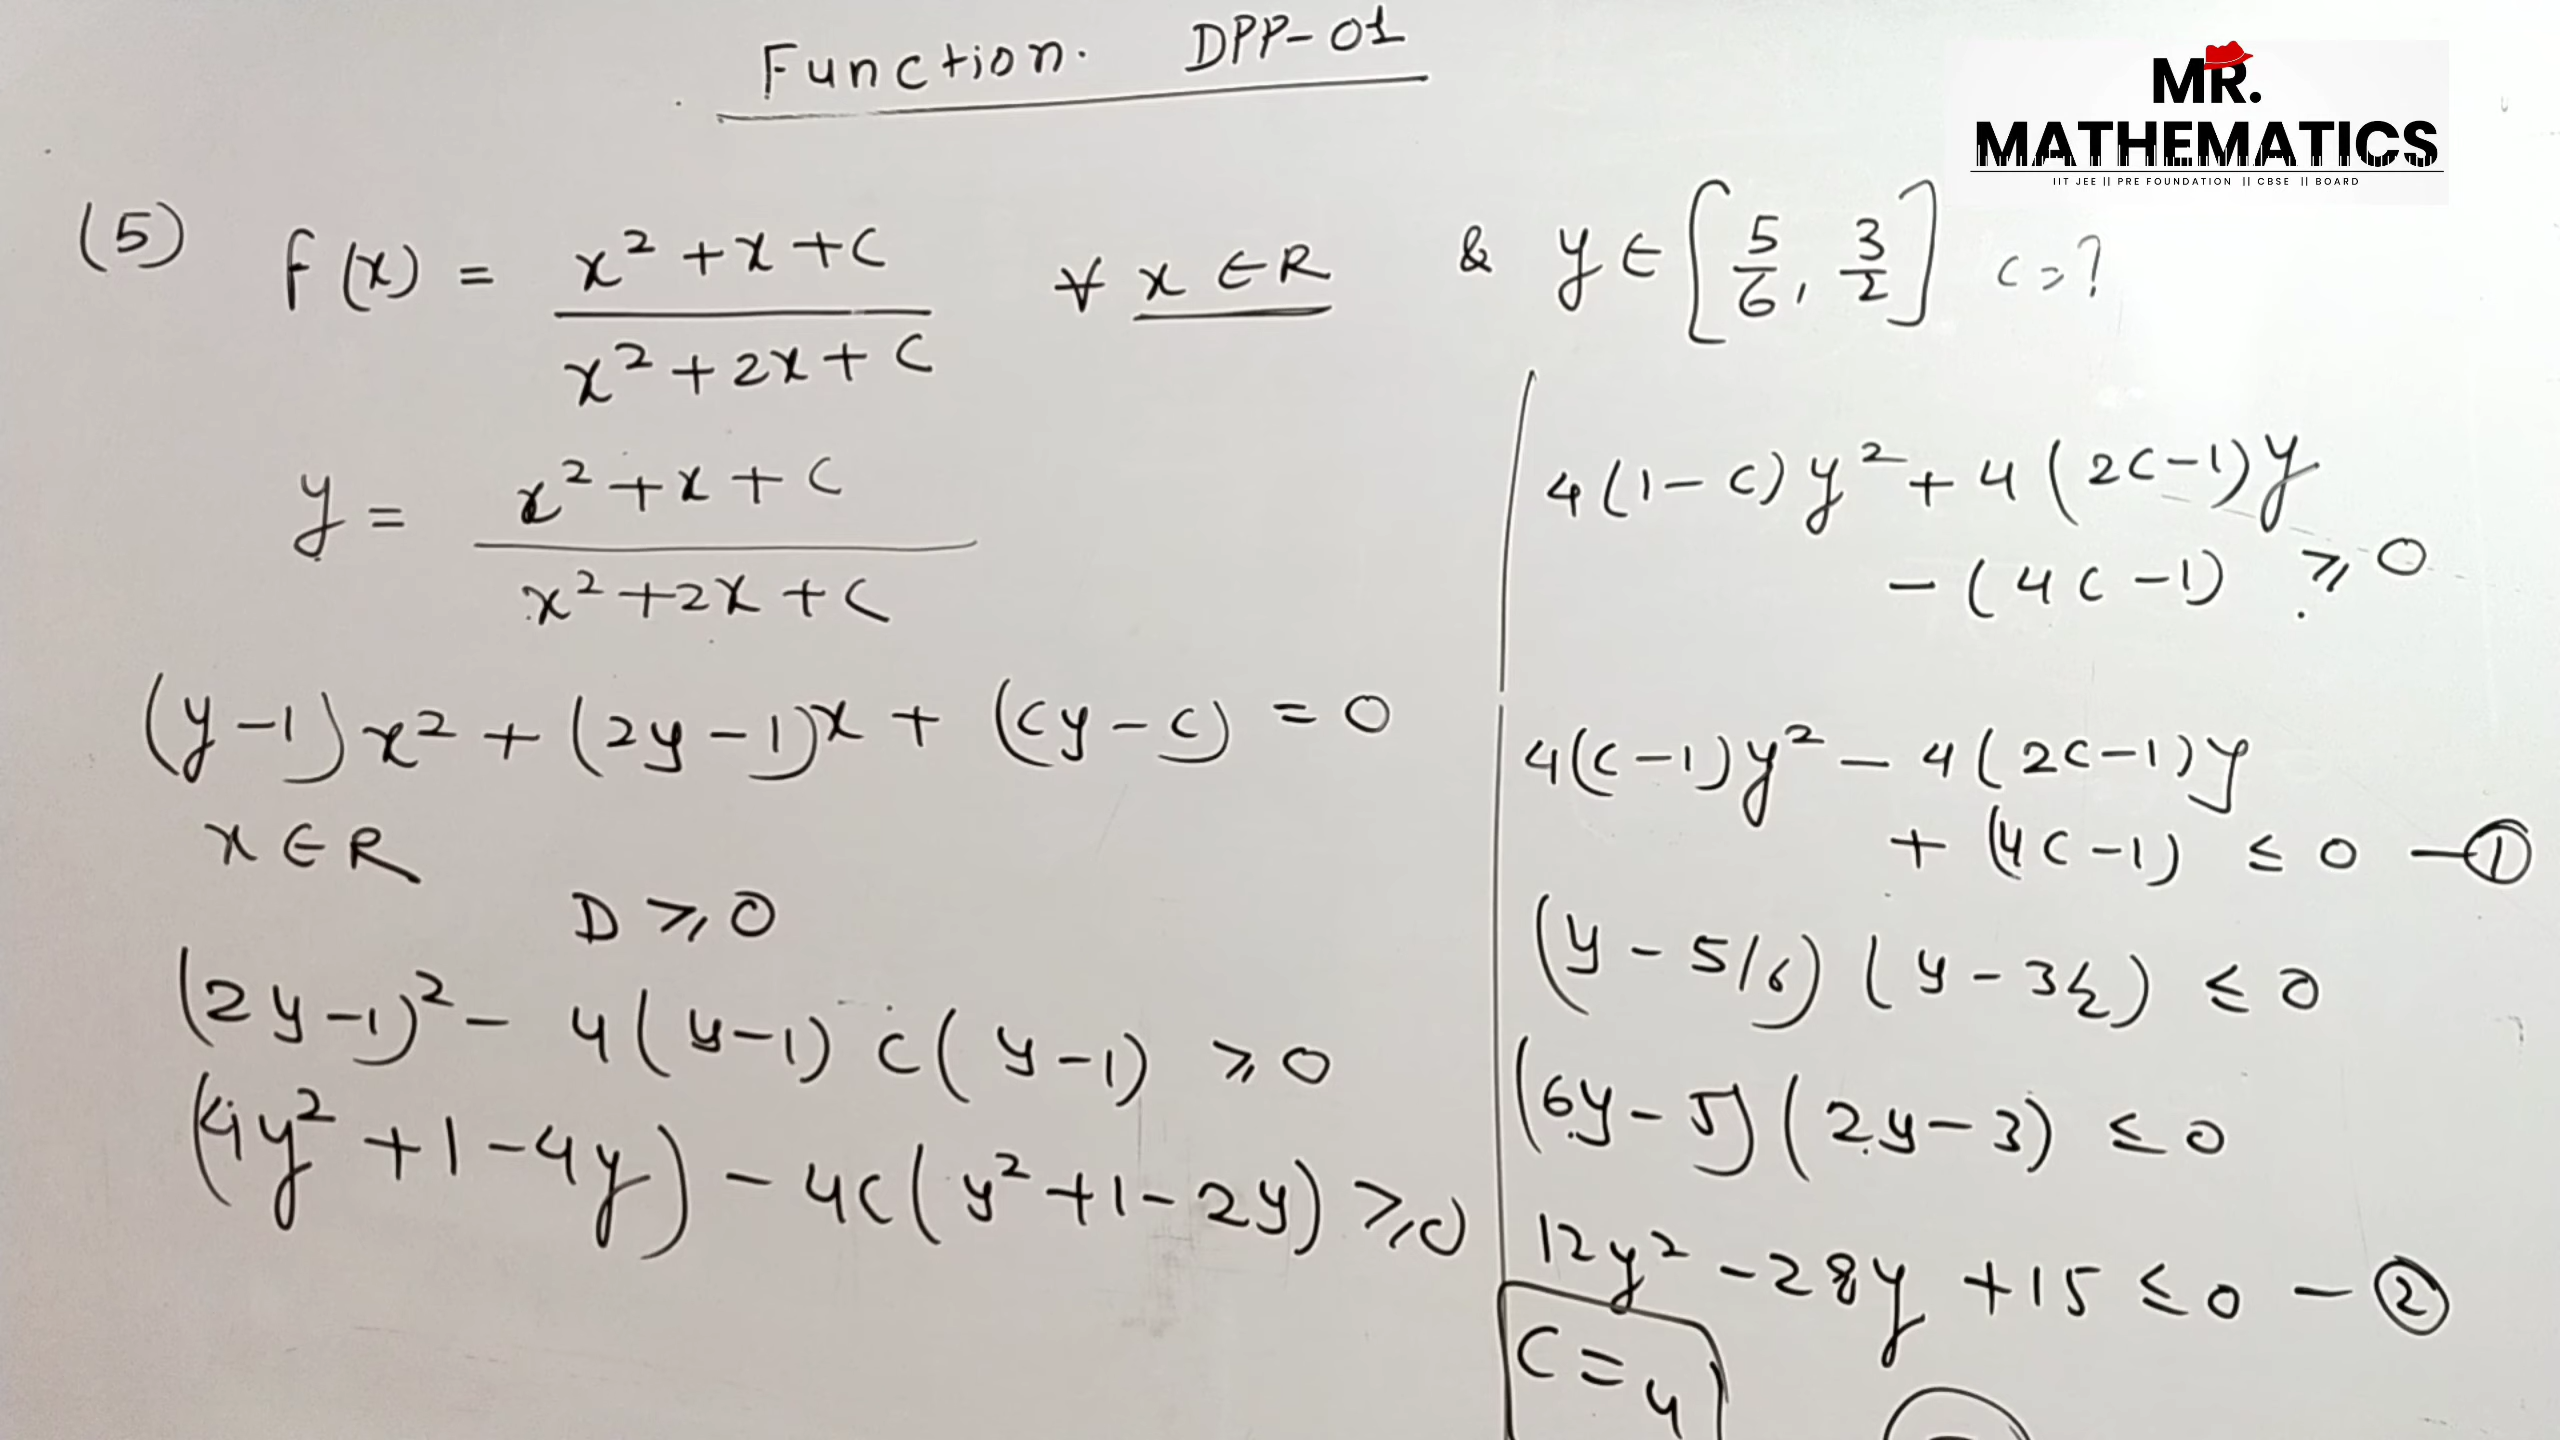 Function. DPP-01
MR.
MATHEMATICS
IIT JEE || PRE FOUNDATION || CBSE || BOARD
(5) f(x) = x² + x + c / x² + 2x + c ∀ x ∈ R & y ∈ [5/6, 3/2] c = ?
y = x² + x + c / x² + 2x + c
(y-1)x² + (2y-1)x + (cy-c) = 0
x ∈ R
D ⩾ 0
(2y-1)² - 4(y-1) c(y-1) ⩾ 0
(4y² + 1 - 4y) - 4c(y² + 1 - 2y) ⩾ 0
4(1-c)y² + 4(2c-1)y
- (4c-1) ⩾ 0
4(c-1)y² - 4(2c-1)y
+ (4c-1) ≤ 0 — ①
(y - 5/6)(y - 3/2) ≤ 0
(6y-5)(2y-3) ≤ 0
12y² - 28y + 15 ≤ 0 — ②
c = 4